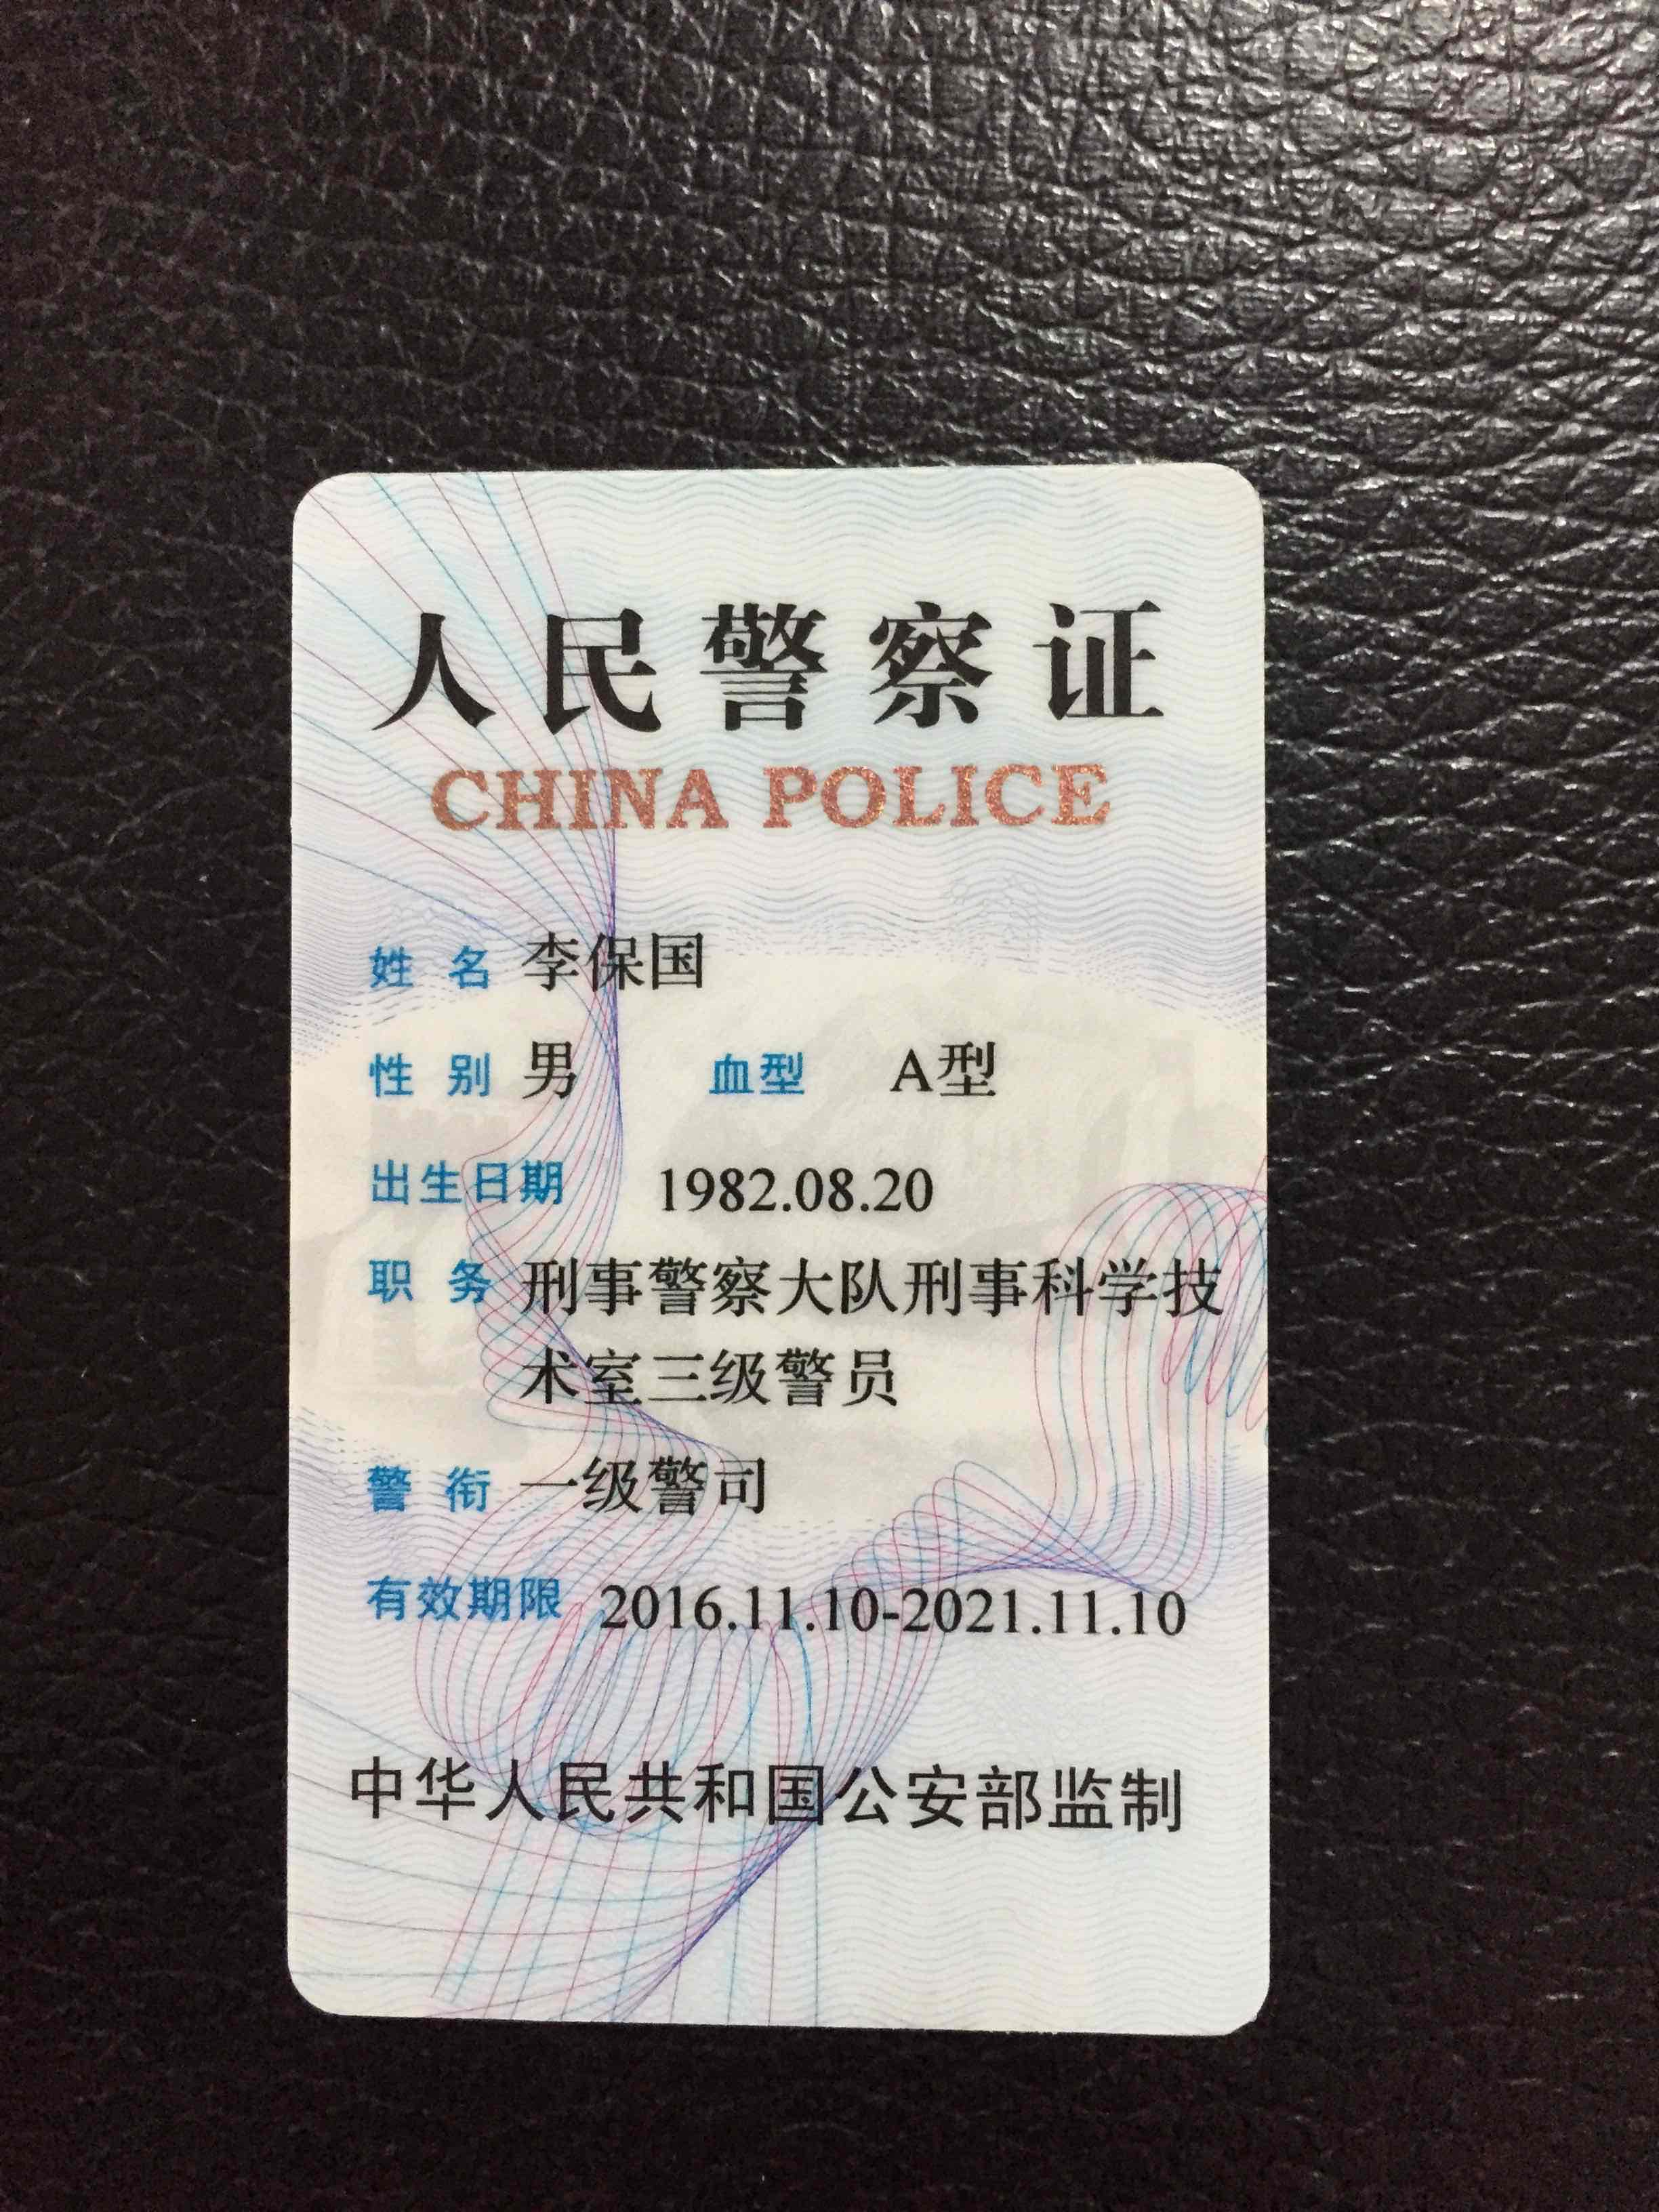 人民警察证
CHINA POLICE
姓名 李保国
性别 男 血型 A型
出生日期 1982.08.20
职务 刑事警察大队刑事科学技
术室三级警员
警衔 一级警司
有效期限 2016.11.10-2021.11.10
中华人民共和国公安部监制